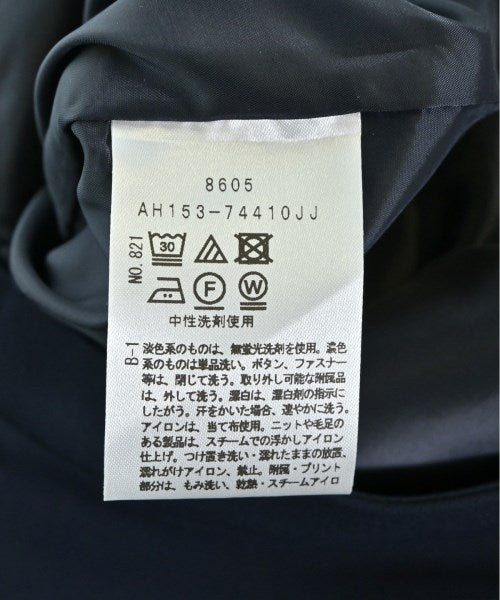 8605
AH153-74410JJ
NO.821
30
F
W
中性洗剤使用
B-1
淡色系のものは、無蛍光洗剤を使用。濃色
系のものは単品洗い。ボタン、ファスナー
等は、閉じて洗う。取り外し可能な附属品
は、外して洗う。漂白は、漂白剤の指示に
したがう。汗をかいた場合、速やかに洗う。
アイロンは、当て布使用。ニットや毛足の
ある製品は、スチームでの浮かしアイロン
仕上げ。つけ置き洗い・濡れたままの放置、
濡れがけアイロン、禁止。附属・プリント
部分は、もみ洗い、乾熱・スチームアイロ